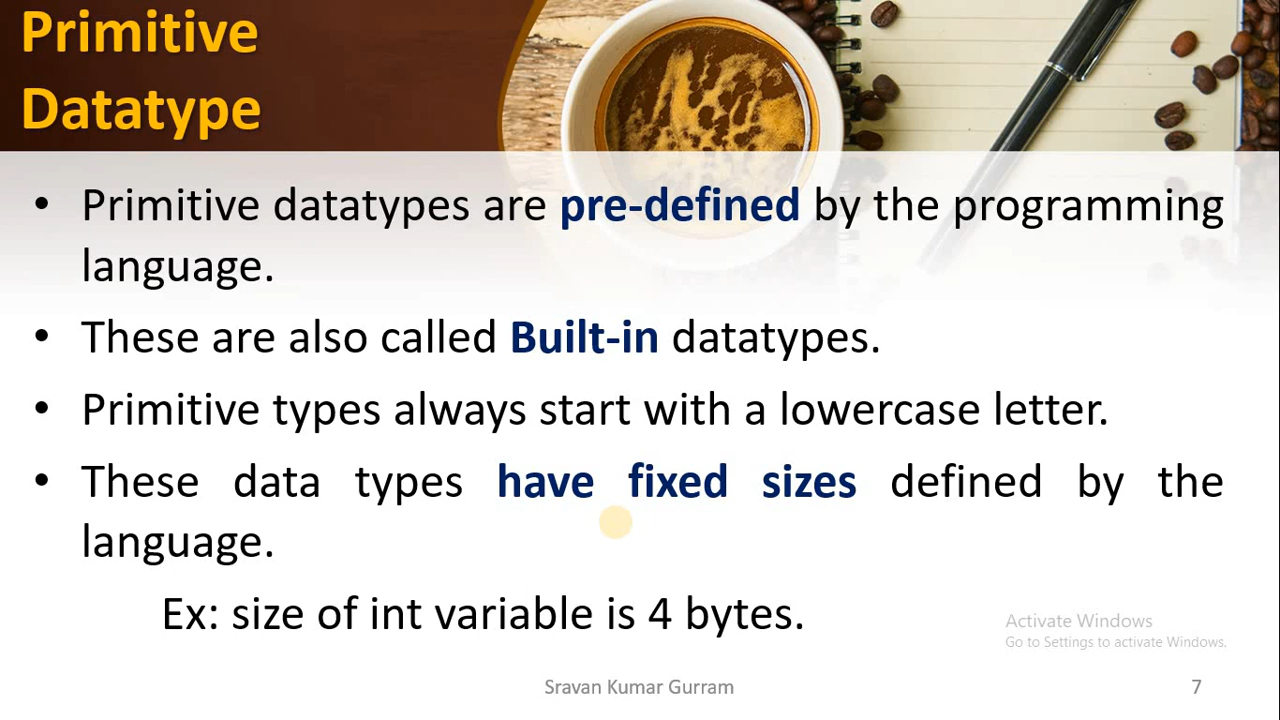 Primitive
Datatype
• Primitive datatypes are pre-defined by the programming
language.
• These are also called Built-in datatypes.
• Primitive types always start with a lowercase letter.
• These data types have fixed sizes defined by the
language.
Ex: size of int variable is 4 bytes.
Activate Windows
Go to Settings to activate Windows.
Sravan Kumar Gurram
7